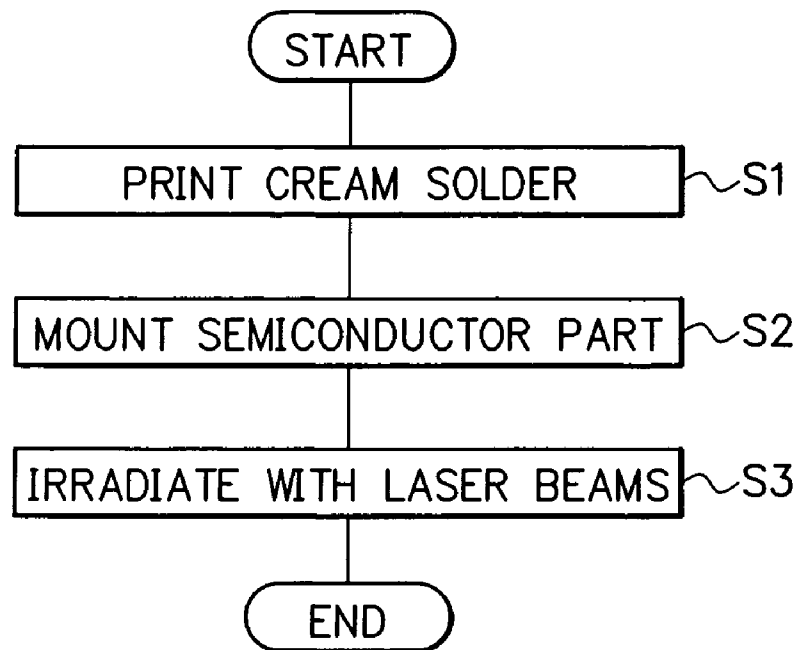 START
PRINT CREAM SOLDER S1
MOUNT SEMICONDUCTOR PART S2
IRRADIATE WITH LASER BEAMS S3
END